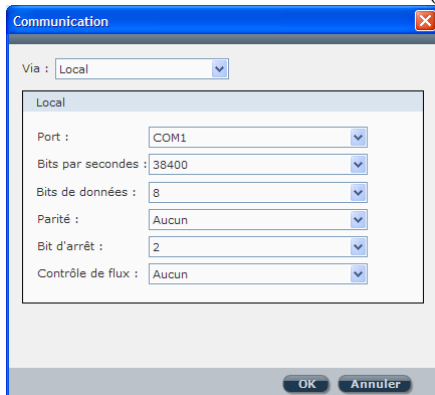 Communication
Via : Local
Local
Port : COM1
Bits par secondes : 38400
Bits de données : 8
Parité : Aucun
Bit d'arrêt : 2
Contrôle de flux : Aucun
OK Annuler